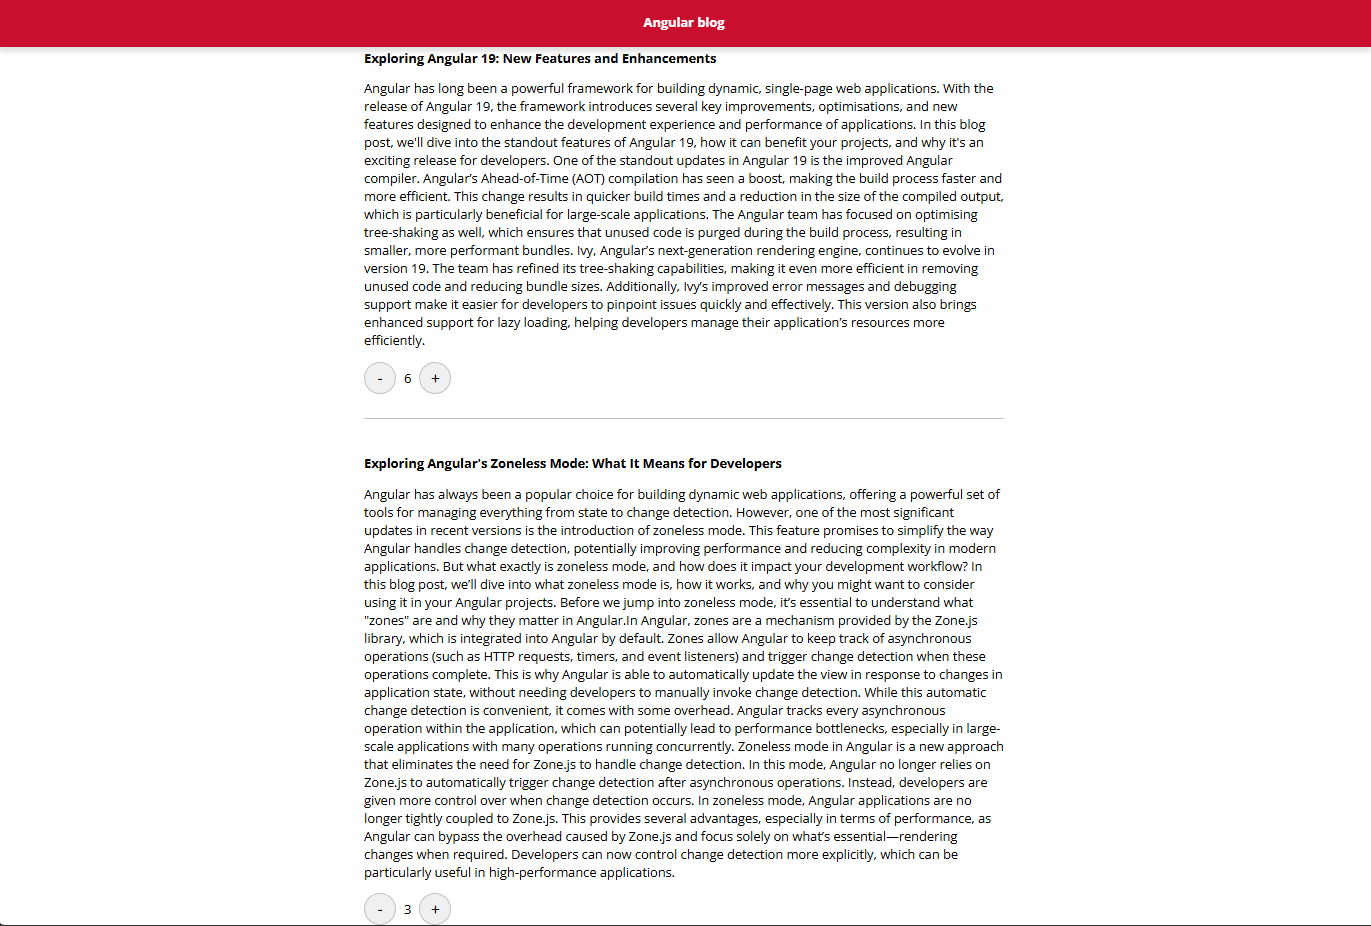 Angular blog
Exploring Angular 19: New Features and Enhancements
Angular has long been a powerful framework for building dynamic, single-page web applications. With the
release of Angular 19, the framework introduces several key improvements, optimisations, and new
features designed to enhance the development experience and performance of applications. In this blog
post, we'll dive into the standout features of Angular 19, how it can benefit your projects, and why it's an
exciting release for developers. One of the standout updates in Angular 19 is the improved Angular
compiler. Angular’s Ahead-of-Time (AOT) compilation has seen a boost, making the build process faster and
more efficient. This change results in quicker build times and a reduction in the size of the compiled output,
which is particularly beneficial for large-scale applications. The Angular team has focused on optimising
tree-shaking as well, which ensures that unused code is purged during the build process, resulting in
smaller, more performant bundles. Ivy, Angular’s next-generation rendering engine, continues to evolve in
version 19. The team has refined its tree-shaking capabilities, making it even more efficient in removing
unused code and reducing bundle sizes. Additionally, Ivy’s improved error messages and debugging
support make it easier for developers to pinpoint issues quickly and effectively. This version also brings
enhanced support for lazy loading, helping developers manage their application’s resources more
efficiently.
- 6 +
Exploring Angular's Zoneless Mode: What It Means for Developers
Angular has always been a popular choice for building dynamic web applications, offering a powerful set of
tools for managing everything from state to change detection. However, one of the most significant
updates in recent versions is the introduction of zoneless mode. This feature promises to simplify the way
Angular handles change detection, potentially improving performance and reducing complexity in modern
applications. But what exactly is zoneless mode, and how does it impact your development workflow? In
this blog post, we’ll dive into what zoneless mode is, how it works, and why you might want to consider
using it in your Angular projects. Before we jump into zoneless mode, it’s essential to understand what
"zones" are and why they matter in Angular.In Angular, zones are a mechanism provided by the Zone.js
library, which is integrated into Angular by default. Zones allow Angular to keep track of asynchronous
operations (such as HTTP requests, timers, and event listeners) and trigger change detection when these
operations complete. This is why Angular is able to automatically update the view in response to changes in
application state, without needing developers to manually invoke change detection. While this automatic
change detection is convenient, it comes with some overhead. Angular tracks every asynchronous
operation within the application, which can potentially lead to performance bottlenecks, especially in large-
scale applications with many operations running concurrently. Zoneless mode in Angular is a new approach
that eliminates the need for Zone.js to handle change detection. In this mode, Angular no longer relies on
Zone.js to automatically trigger change detection after asynchronous operations. Instead, developers are
given more control over when change detection occurs. In zoneless mode, Angular applications are no
longer tightly coupled to Zone.js. This provides several advantages, especially in terms of performance, as
Angular can bypass the overhead caused by Zone.js and focus solely on what’s essential—rendering
changes when required. Developers can now control change detection more explicitly, which can be
particularly useful in high-performance applications.
- 3 +